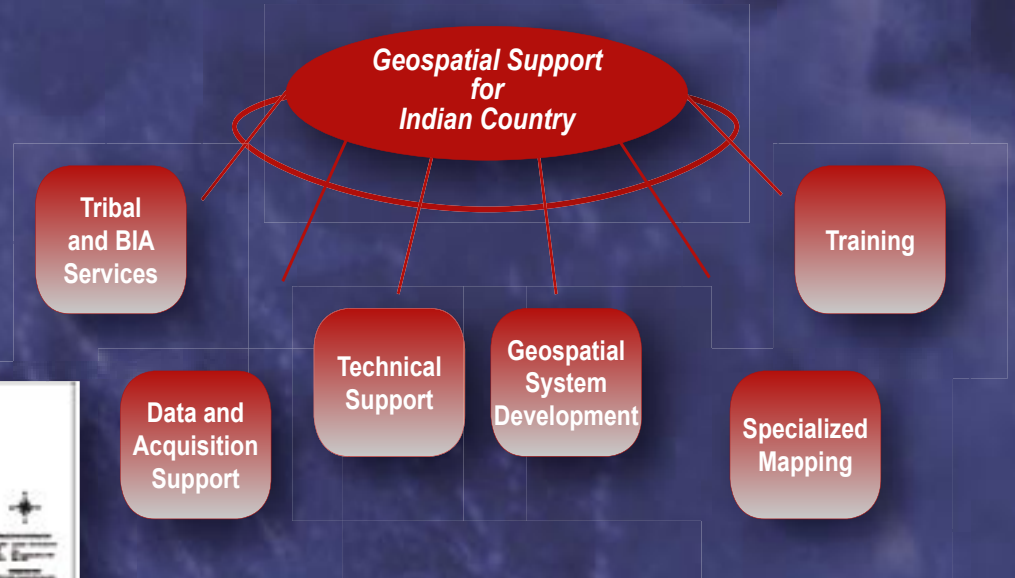 Geospatial Support
for
Indian Country
Tribal
and BIA
Services
Training
Technical
Support
Geospatial
System
Development
Data and
Acquisition
Support
Specialized
Mapping